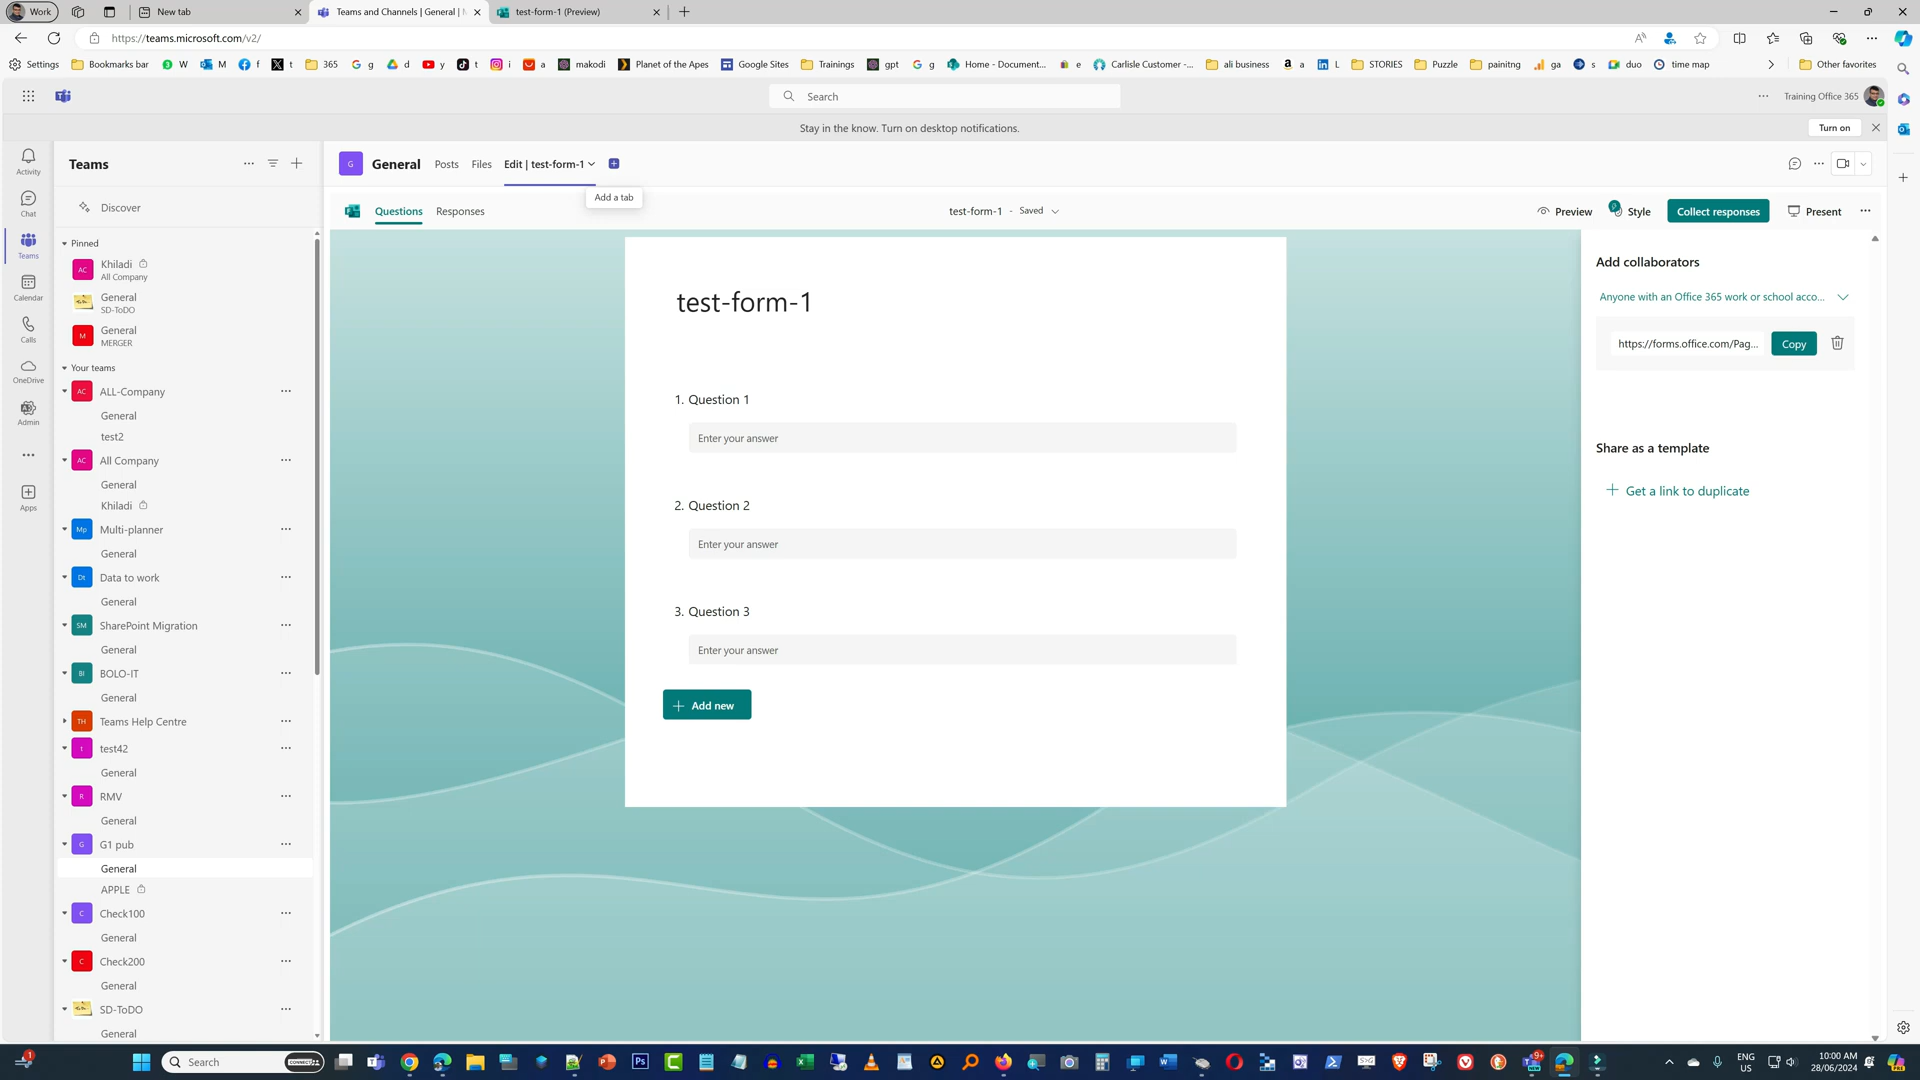 Work
New tab
Teams and Channels | General |
test-form-1 (Preview)
https://teams.microsoft.com/v2/
Settings
Bookmarks bar
W
M
f
t
365
g
d
y
t
i
a
makodi
Planet of the Apes
Google Sites
Trainings
gpt
g
Home - Document...
e
Carlisle Customer -...
ali business
a
L
STORIES
Puzzle
painitng
ga
s
duo
time map
Other favorites
Search
Training Office 365
Stay in the know. Turn on desktop notifications.
Turn on
Activity
Chat
Teams
Calendar
Calls
OneDrive
Admin
Apps
Teams
Discover
Pinned
AC
Khiladi
All Company
General
SD-ToDO
M
General
MERGER
Your teams
AC
ALL-Company
General
test2
AC
All Company
General
Khiladi
Mp
Multi-planner
General
Dt
Data to work
General
SM
SharePoint Migration
General
BI
BOLO-IT
General
TH
Teams Help Centre
t
test42
General
R
RMV
General
G
G1 pub
General
APPLE
C
Check100
General
C
Check200
General
SD-ToDO
General
G
General
Posts
Files
Edit | test-form-1
Add a tab
Questions
Responses
test-form-1 - Saved
Preview
Style
Collect responses
Present
test-form-1
1. Question 1
Enter your answer
2. Question 2
Enter your answer
3. Question 3
Enter your answer
Add new
Add collaborators
Anyone with an Office 365 work or school acco...
https://forms.office.com/Pag...
Copy
Share as a template
Get a link to duplicate
1
Search
9+
ENG
US
10:00 AM
28/06/2024